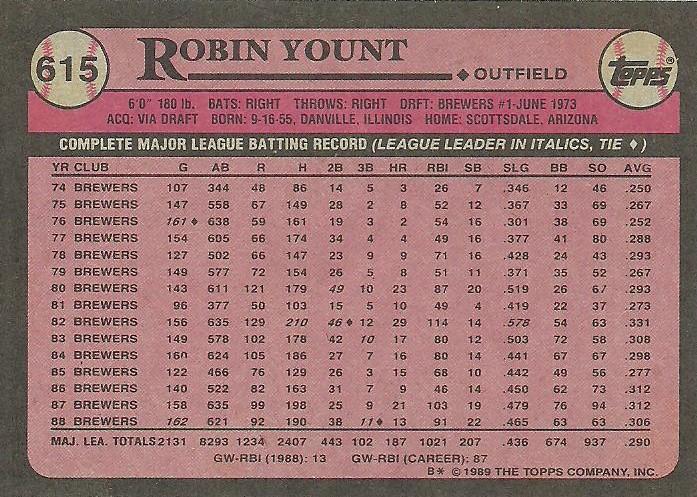 615 ROBIN YOUNT
♦ OUTFIELD TOPPS®
6'0" 180 lb. BATS: RIGHT THROWS: RIGHT DRFT: BREWERS #1-JUNE 1973
ACQ: VIA DRAFT BORN: 9-16-55, DANVILLE, ILLINOIS HOME: SCOTTSDALE, ARIZONA
COMPLETE MAJOR LEAGUE BATTING RECORD (LEAGUE LEADER IN ITALICS, TIE ♦)
YR CLUB G AB R H 2B 3B HR RBI SB SLG BB SO AVG
74 BREWERS 107 344 48 86 14 5 3 26 7 .346 12 46 .250
75 BREWERS 147 558 67 149 28 2 8 52 12 .367 33 69 .267
76 BREWERS 161♦ 638 59 161 19 3 2 54 16 .301 38 69 .252
77 BREWERS 154 605 66 174 34 4 4 49 16 .377 41 80 .288
78 BREWERS 127 502 66 147 23 9 9 71 16 .428 24 43 .293
79 BREWERS 149 577 72 154 26 5 8 51 11 .371 35 52 .267
80 BREWERS 143 611 121 179 49 10 23 87 20 .519 26 67 .293
81 BREWERS 96 377 50 103 15 5 10 49 4 .419 22 37 .273
82 BREWERS 156 635 129 210 46♦ 12 29 114 14 .578 54 63 .331
83 BREWERS 149 578 102 178 42 10 17 80 12 .503 72 58 .308
84 BREWERS 160 624 105 186 27 7 16 80 14 .441 67 67 .298
85 BREWERS 122 466 76 129 26 3 15 68 10 .442 49 56 .277
86 BREWERS 140 522 82 163 31 7 9 46 14 .450 62 73 .312
87 BREWERS 158 635 99 198 25 9 21 103 19 .479 76 94 .312
88 BREWERS 162 621 92 190 38 11♦ 13 91 22 .465 63 63 .306
MAJ. LEA. TOTALS 2131 8293 1234 2407 443 102 187 1021 207 .436 674 937 .290
GW-RBI (1988): 13 GW-RBI (CAREER): 87
B* © 1989 THE TOPPS COMPANY, INC.